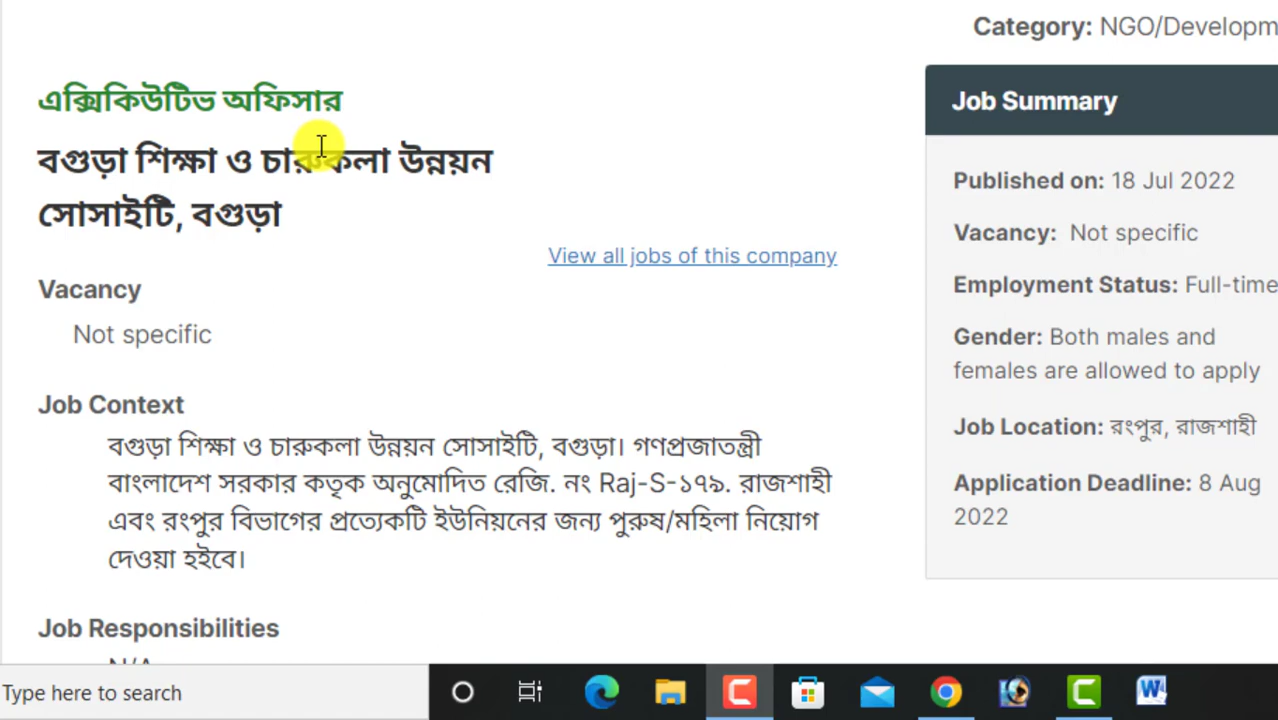 Category: NGO/Developm
এক্সিকিউটিভ অফিসার
বগুড়া শিক্ষা ও চারুকলা উন্নয়ন
সোসাইটি, বগুড়া
View all jobs of this company
Vacancy
Not specific
Job Context
বগুড়া শিক্ষা ও চারুকলা উন্নয়ন সোসাইটি, বগুড়া। গণপ্রজাতন্ত্রী
বাংলাদেশ সরকার কতৃক অনুমোদিত রেজি. নং Raj-S-১৭৯. রাজশাহী
এবং রংপুর বিভাগের প্রত্যেকটি ইউনিয়নের জন্য পুরুষ/মহিলা নিয়োগ
দেওয়া হইবে।
Job Responsibilities
N/A
Job Summary
Published on: 18 Jul 2022
Vacancy: Not specific
Employment Status: Full-time
Gender: Both males and
females are allowed to apply
Job Location: রংপুর, রাজশাহী
Application Deadline: 8 Aug
2022
Type here to search